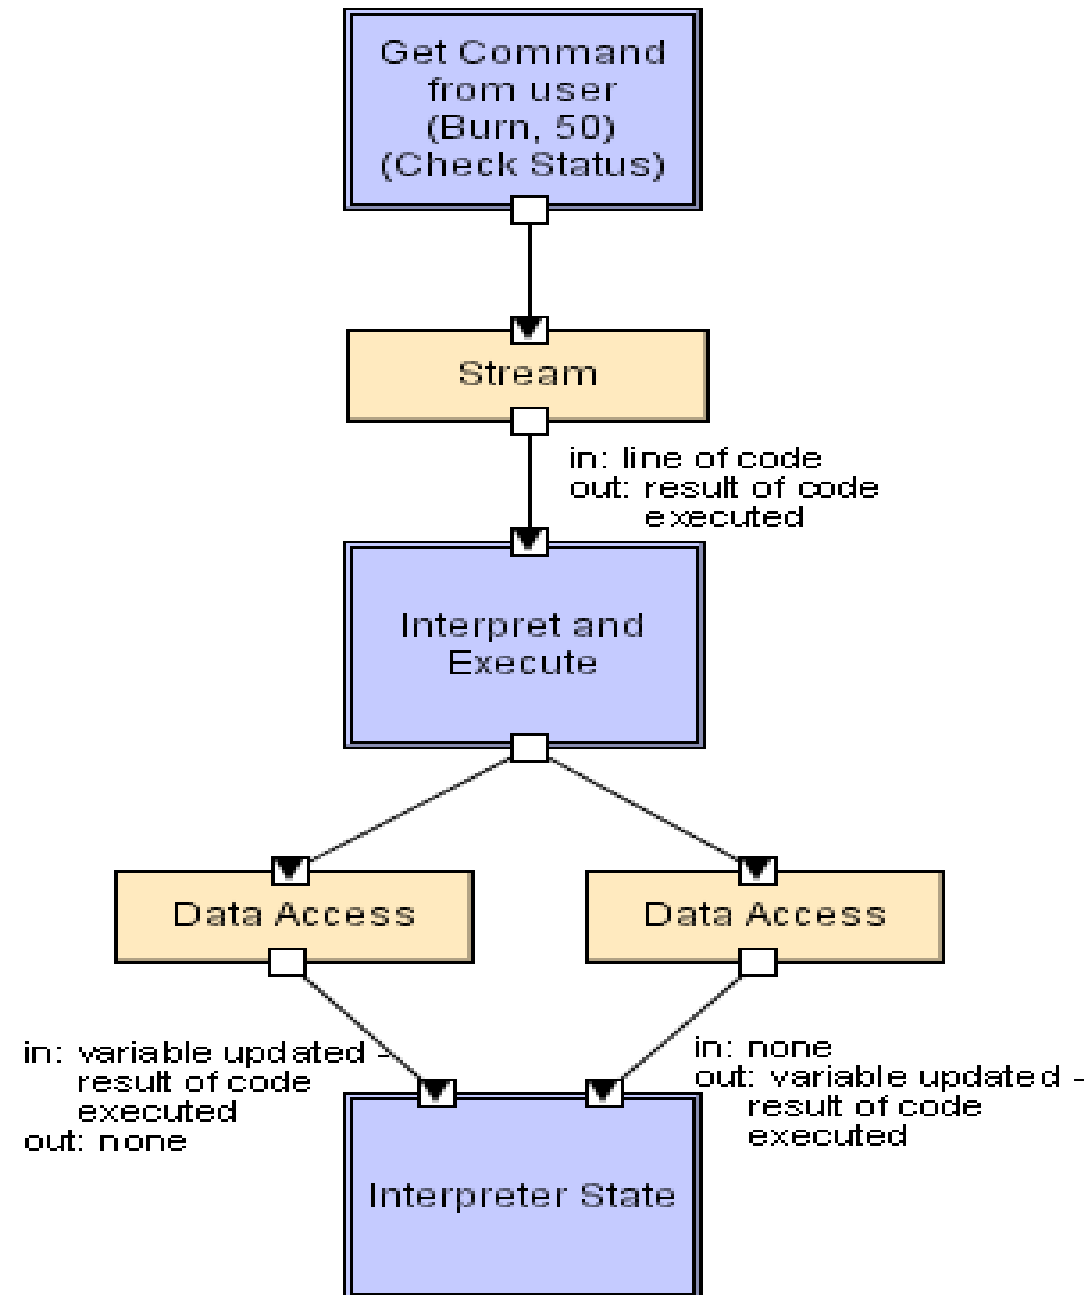 Get Command
from user
(Burn, 50)
(Check Status)
Stream
in: line of code
out: result of code
executed
Interpret and
Execute
Data Access
Data Access
in: variable updated -
result of code
executed
out: none
in: none
out: variable updated -
result of code
executed
Interpreter State